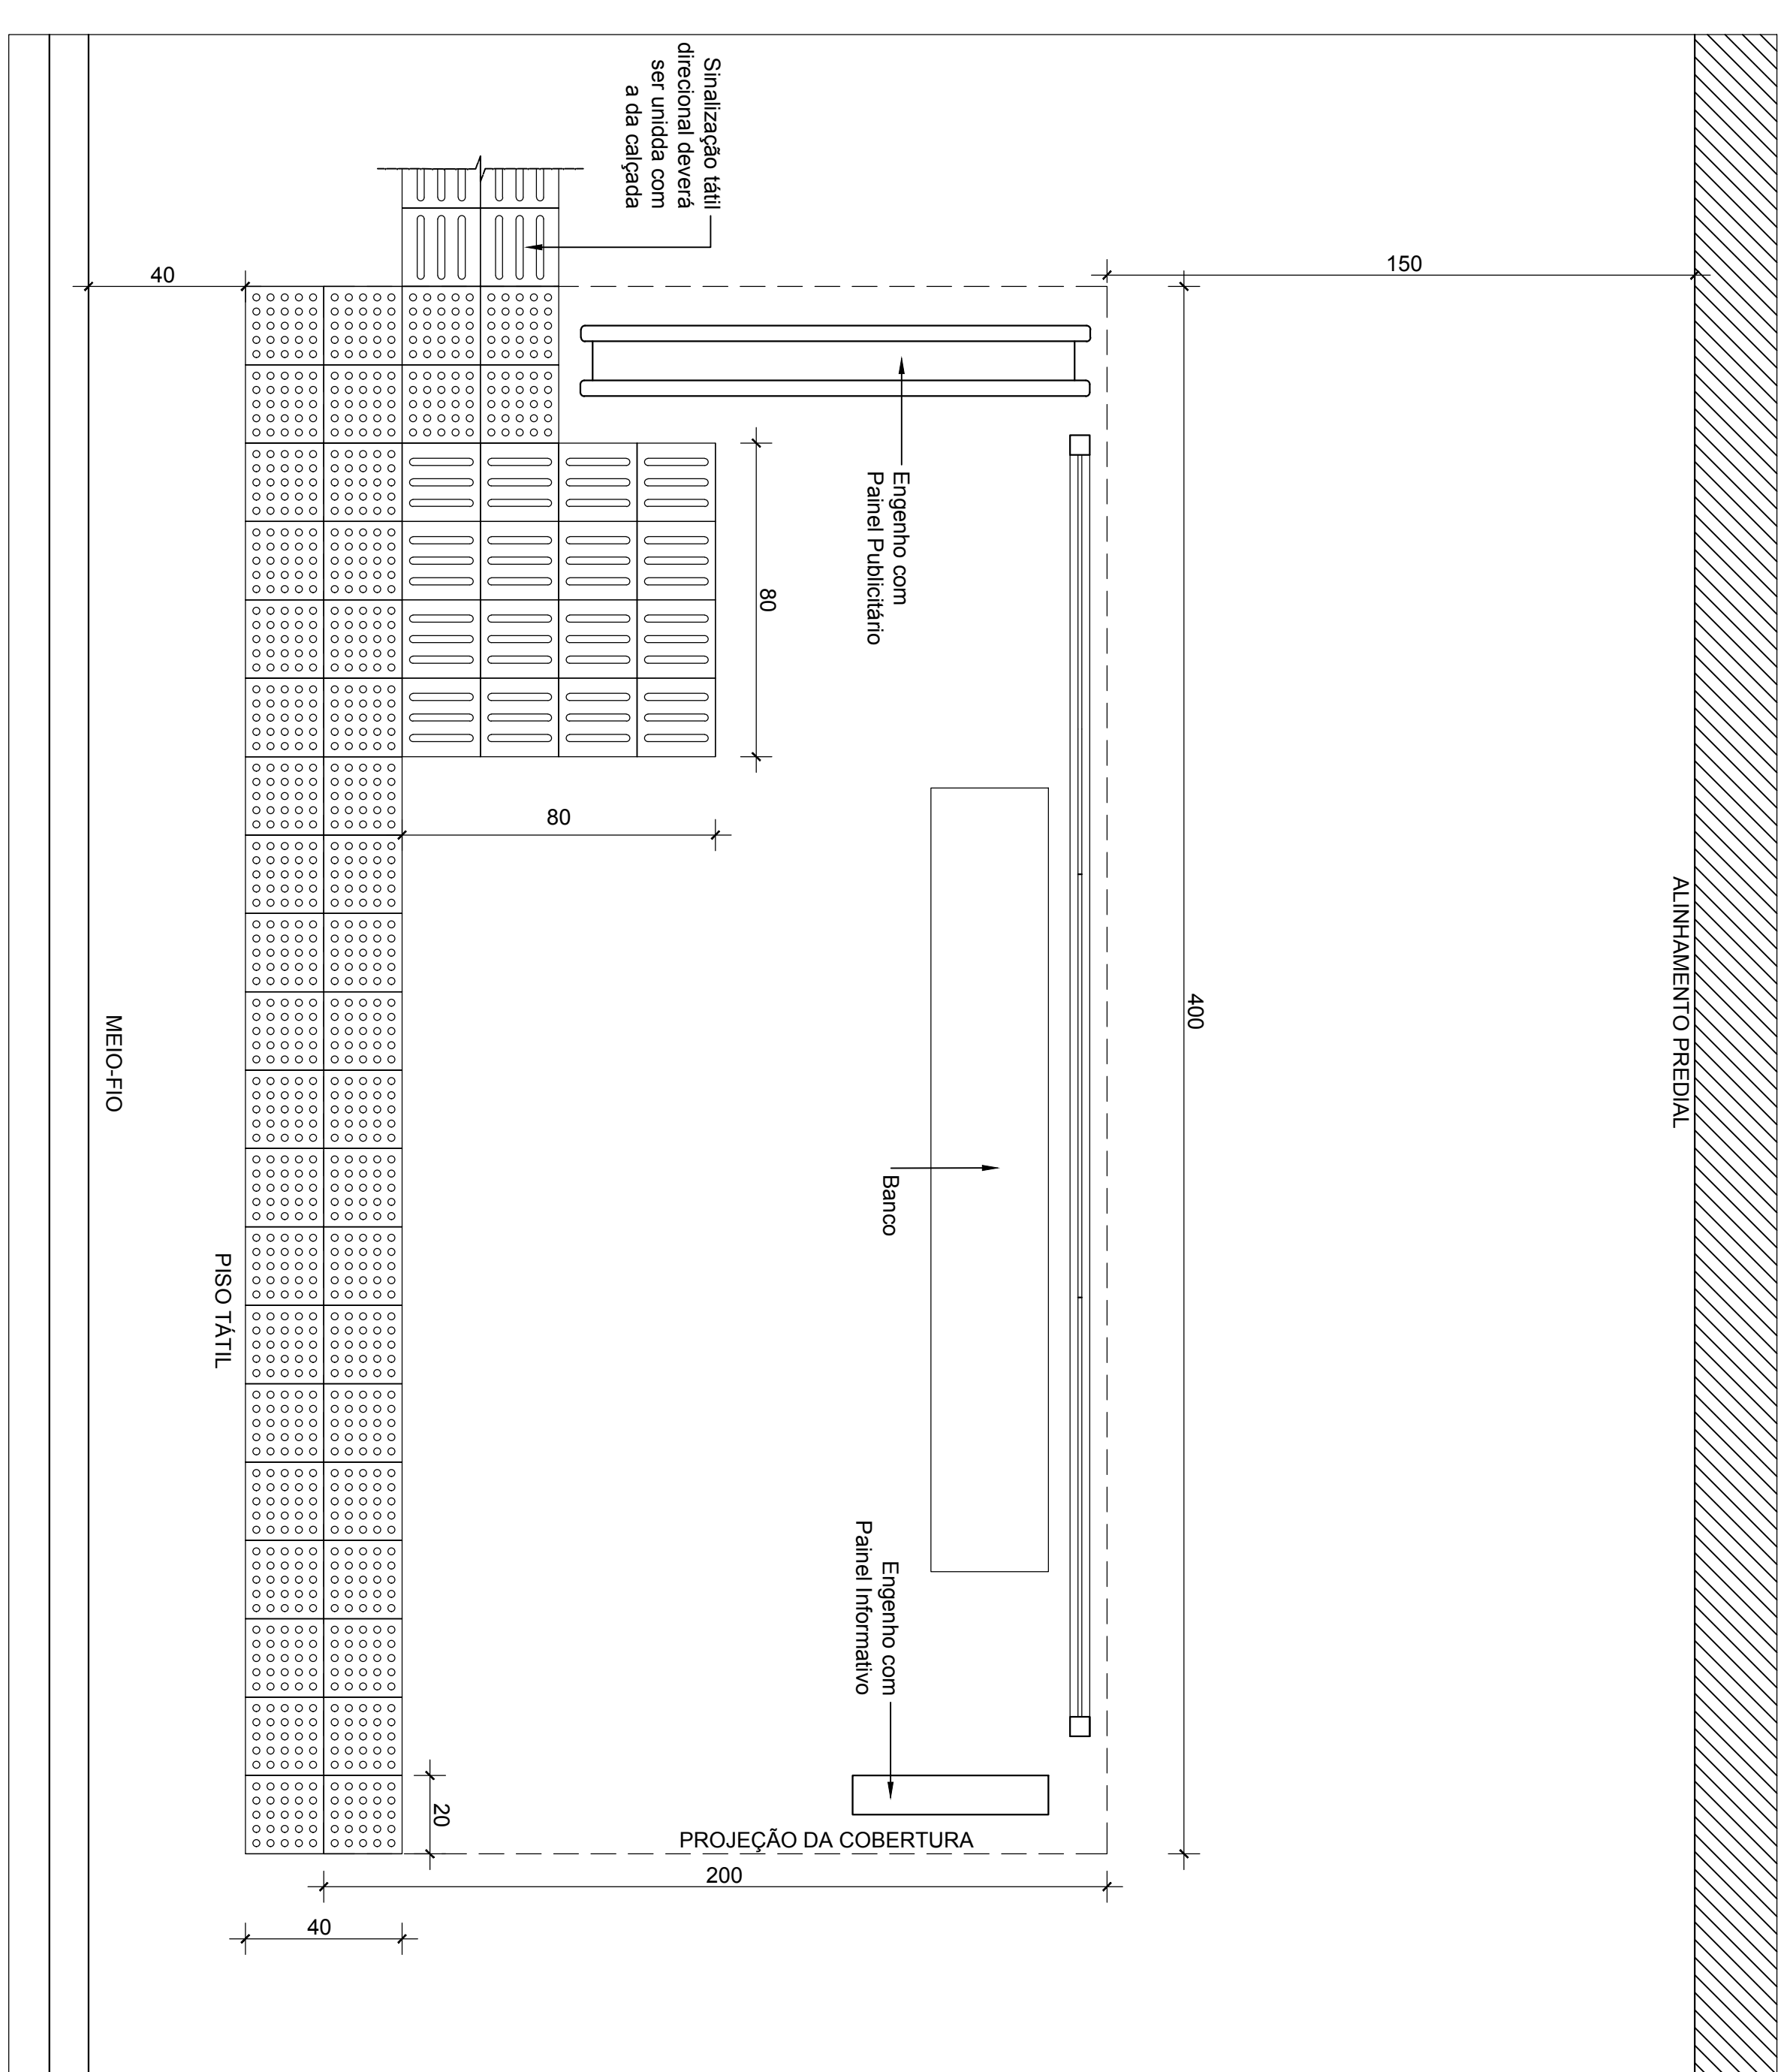 Sinalização tátil
direcional deverá
ser unidda com
a da calçada
40
150
Engenho com
Painel Publicitário
80
80
400
ALINHAMENTO PREDIAL
MEIO-FIO
PISO TÁTIL
Banco
Engenho com
Painel Informativo
20
PROJEÇÃO DA COBERTURA
200
40